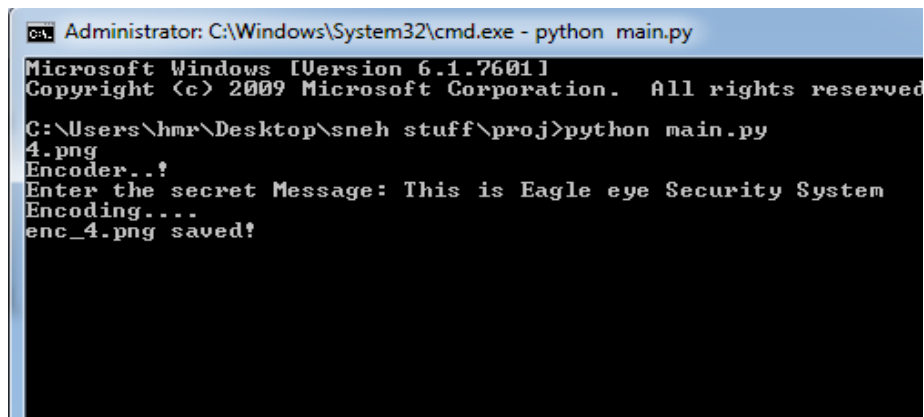 Administrator: C:\Windows\System32\cmd.exe - python  main.py
Microsoft Windows [Version 6.1.7601]
Copyright (c) 2009 Microsoft Corporation.  All rights reserved
C:\Users\hmr\Desktop\sneh stuff\proj>python main.py
4.png
Encoder..!
Enter the secret Message: This is Eagle eye Security System
Encoding....
enc_4.png saved!